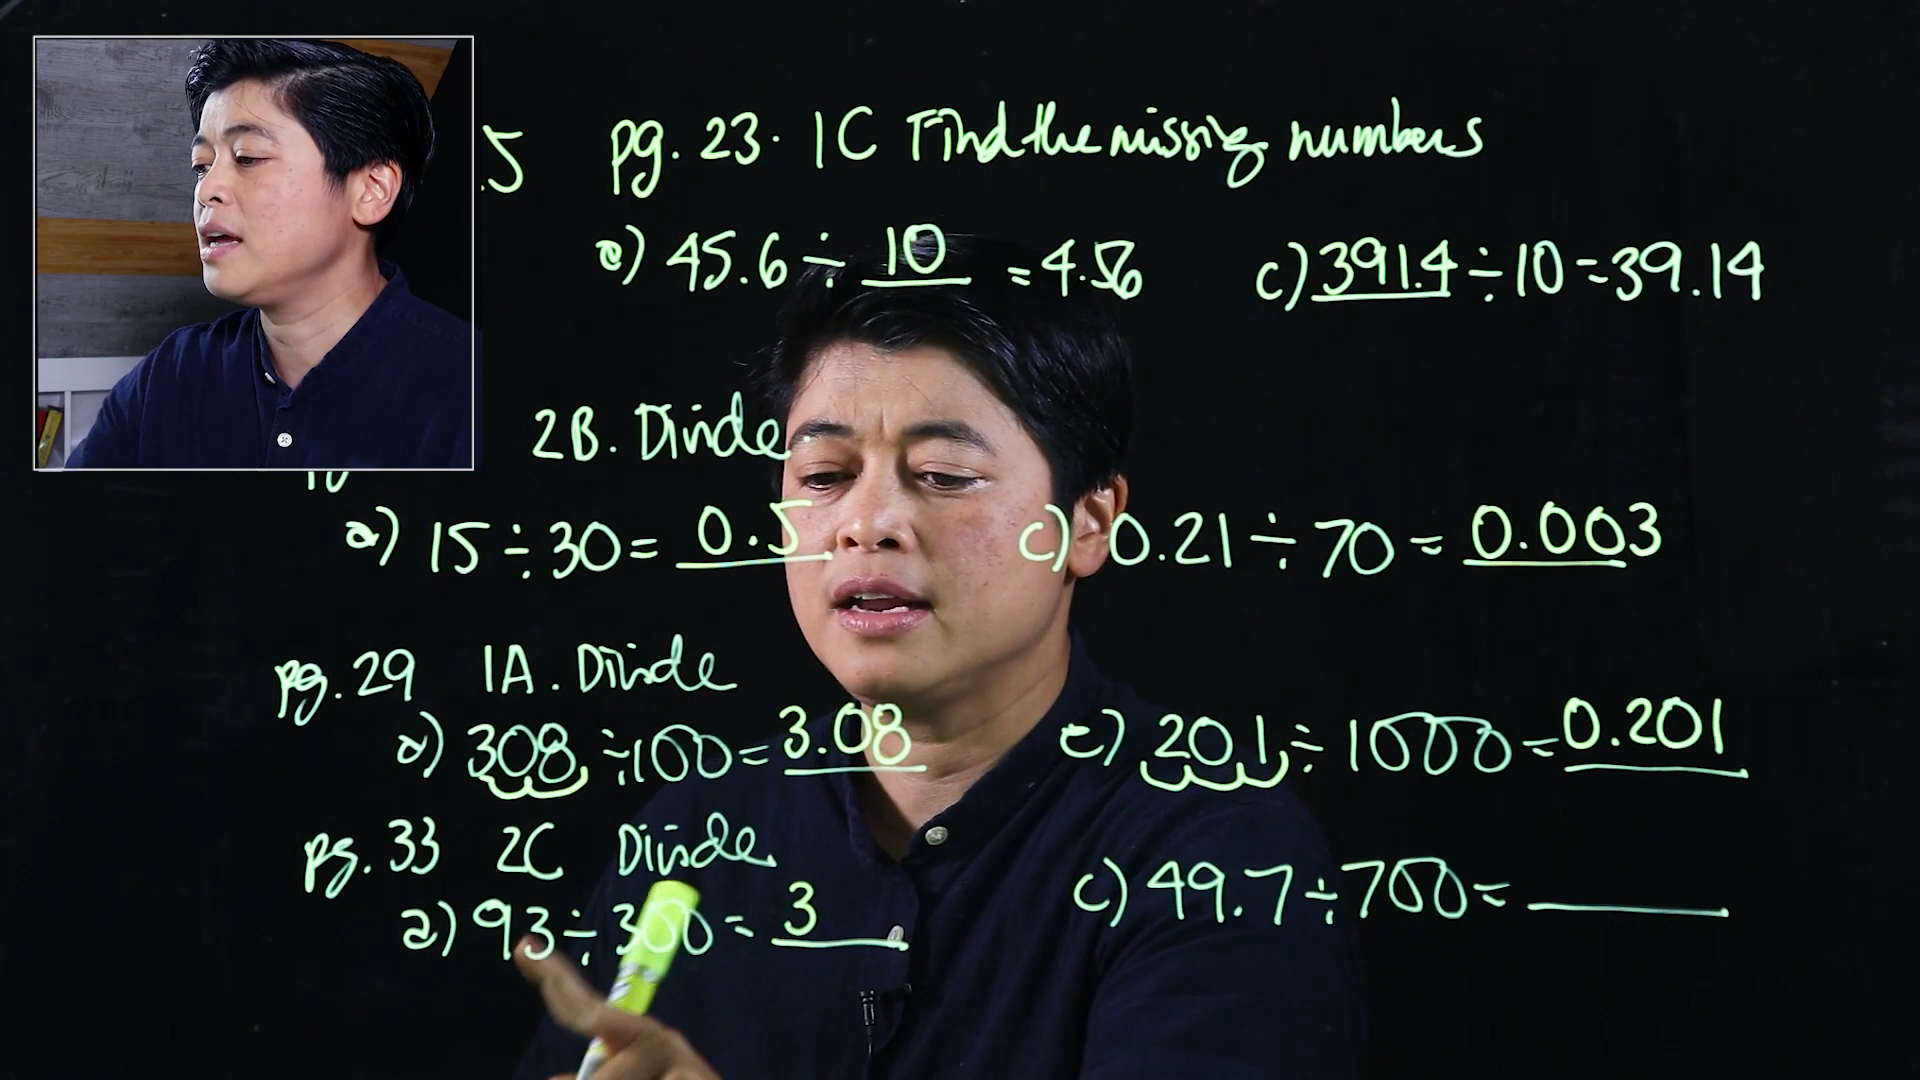 .5 pg. 23. 1C Find the missing numbers
a) 45.6 ÷ 10 = 4.56 c) 391.4 ÷ 10 = 39.14
2B. Divide
10
a) 15 ÷ 30 = 0.5 c) 0.21 ÷ 70 = 0.003
pg. 29 1A. Divide
a) 308 ÷ 100 = 3.08 c) 201 ÷ 1000 = 0.201
pg. 33 2C Divide
a) 93 ÷ 300 = 3 c) 49.7 ÷ 700 =